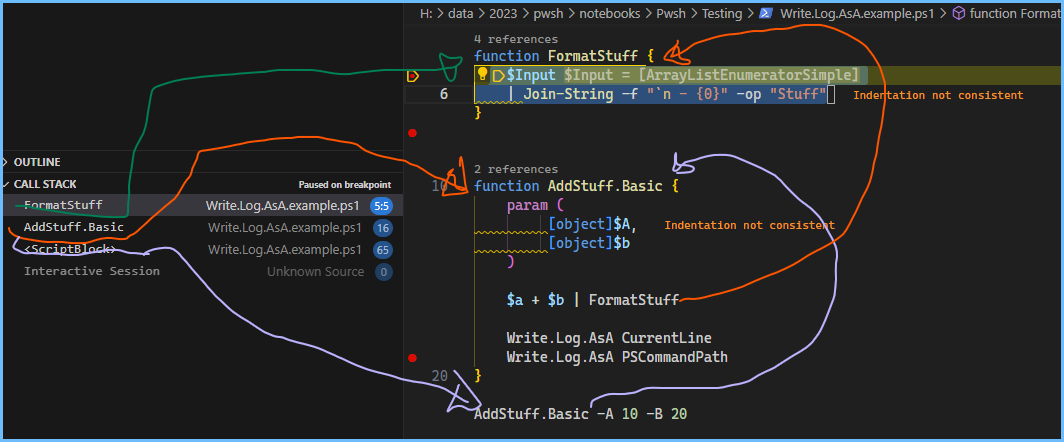 H: > data > 2023 > pwsh > notebooks > Pwsh > Testing > Write.Log.AsA.example.ps1 > function Format
4 references
function FormatStuff {
$Input $Input = [ArrayListEnumeratorSimple]
6 | Join-String -f "`n - {0}" -op "Stuff" Indentation not consistent
}
OUTLINE
CALL STACK Paused on breakpoint
FormatStuff Write.Log.AsA.example.ps1 5:5
AddStuff.Basic Write.Log.AsA.example.ps1 16
<ScriptBlock> Write.Log.AsA.example.ps1 65
Interactive Session Unknown Source 0
2 references
10 function AddStuff.Basic {
param (
[object]$A, Indentation not consistent
[object]$b
)
$a + $b | FormatStuff
Write.Log.AsA CurrentLine
Write.Log.AsA PSCommandPath
20 }
AddStuff.Basic -A 10 -B 20